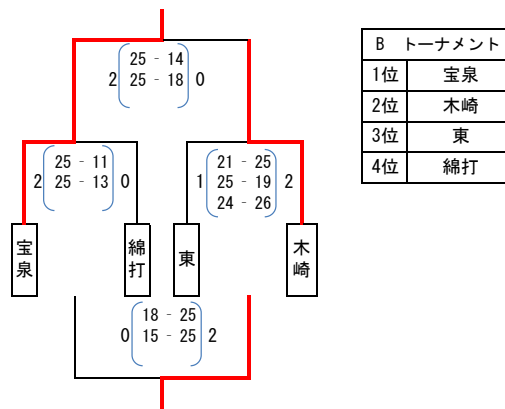 25 - 14
2 25 - 18 0
25 - 11
2 25 - 13 0
21 - 25
1 25 - 19 2
24 - 26
宝泉
綿打
東
木崎
18 - 25
0 15 - 25 2
B トーナメント
1位 宝泉
2位 木崎
3位 東
4位 綿打